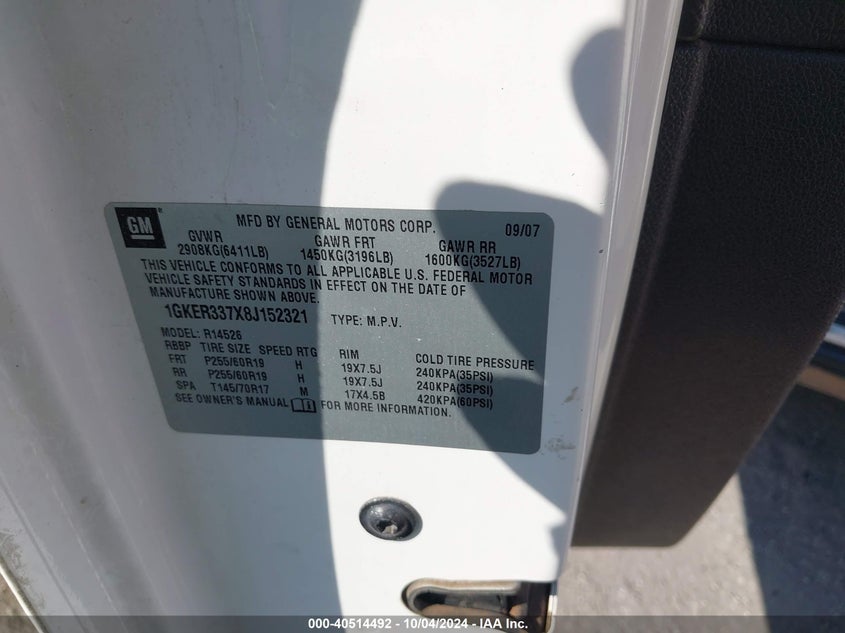 GM
MFD BY GENERAL MOTORS CORP. 09/07
GVWR GAWR FRT GAWR RR
2908KG(6411LB) 1450KG(3196LB) 1600KG(3527LB)
THIS VEHICLE CONFORMS TO ALL APPLICABLE U.S. FEDERAL MOTOR
VEHICLE SAFETY STANDARDS IN EFFECT ON THE DATE OF
MANUFACTURE SHOWN ABOVE.
1GKER337X8J152321 TYPE: M.P.V.
MODEL: R14526
RBBP TIRE SIZE SPEED RTG RIM COLD TIRE PRESSURE
FRT P255/60R19 H 19X7.5J 240KPA(35PSI)
RR P255/60R19 H 19X7.5J 240KPA(35PSI)
SPA T145/70R17 M 17X4.5B 420KPA(60PSI)
SEE OWNER'S MANUAL FOR MORE INFORMATION.
000-40514492 - 10/04/2024 - IAA Inc.